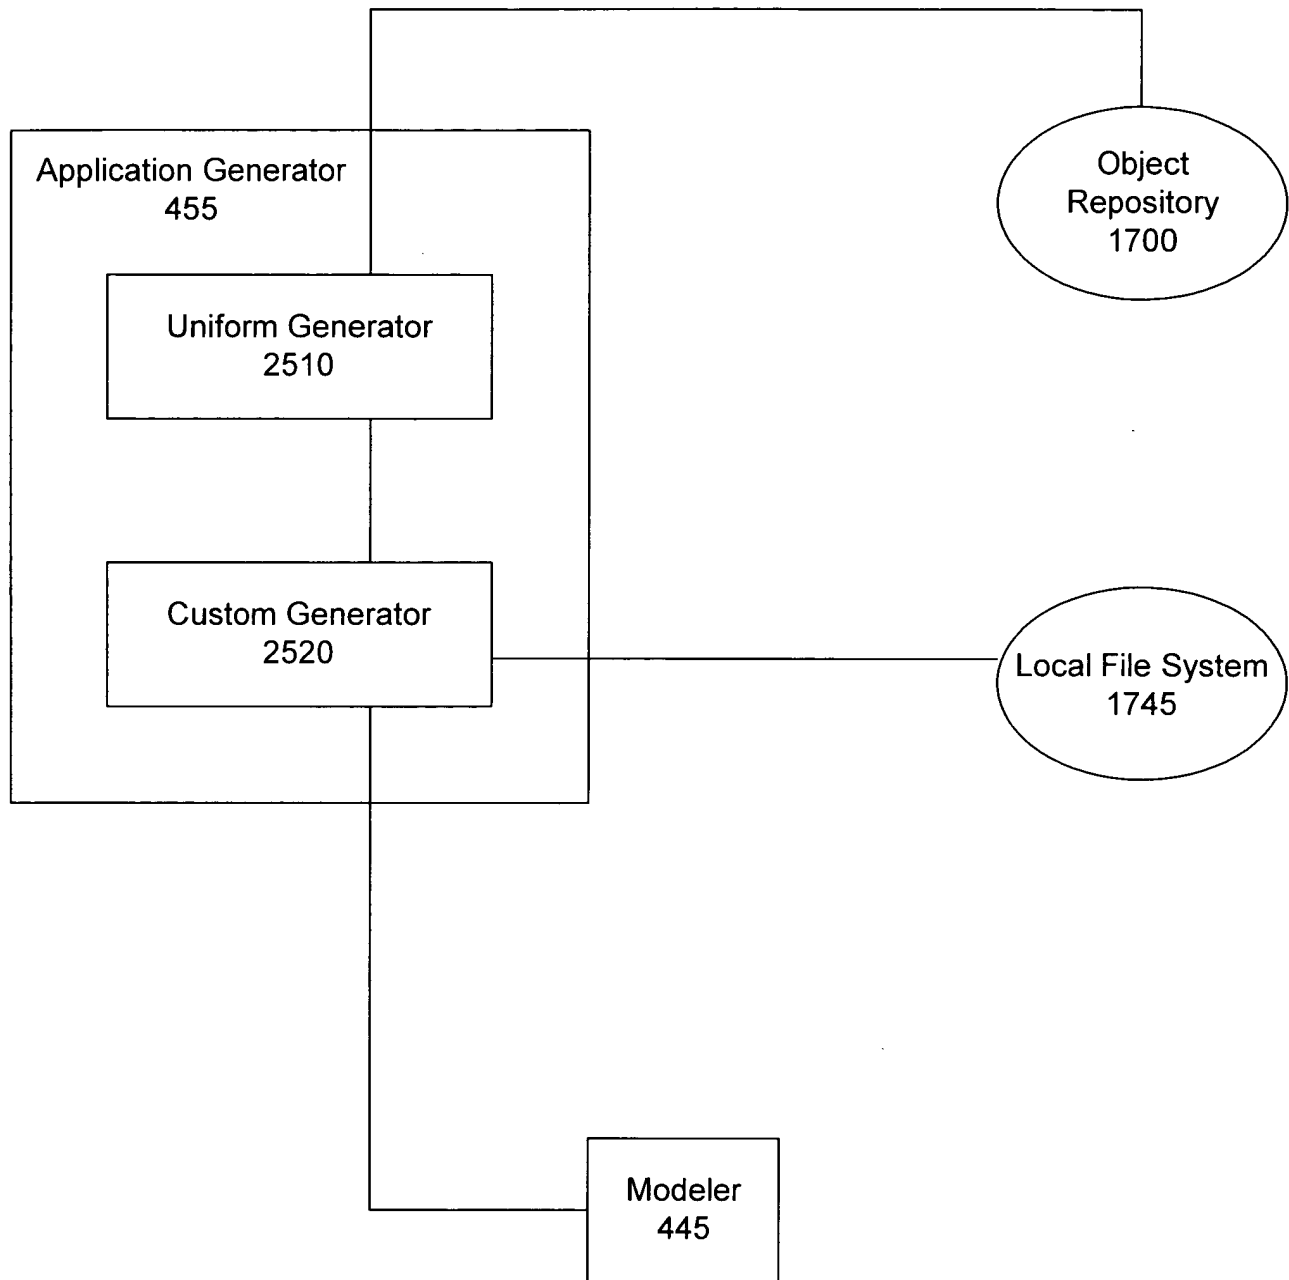 Application Generator
455
Object
Repository
1700
Uniform Generator
2510
Custom Generator
2520
Local File System
1745
Modeler
445